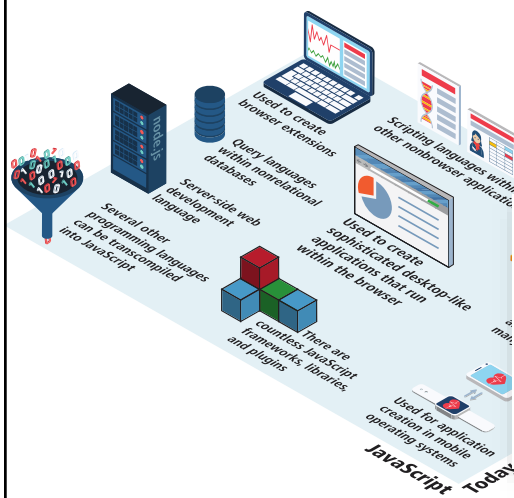 Used to create
browser extensions
Scripting languages within
other nonbrowser
node.js
Query languages
within nonrelational
databases
Server-side web
development
language
Several other
programming languages
can be transcompiled
into JavaScript
Used to create
sophisticated desktop-like
applications that run
within the browser
There are
countless JavaScript
frameworks, libraries,
and plugins
Used for application
creation in mobile
operating systems
JavaScript Today